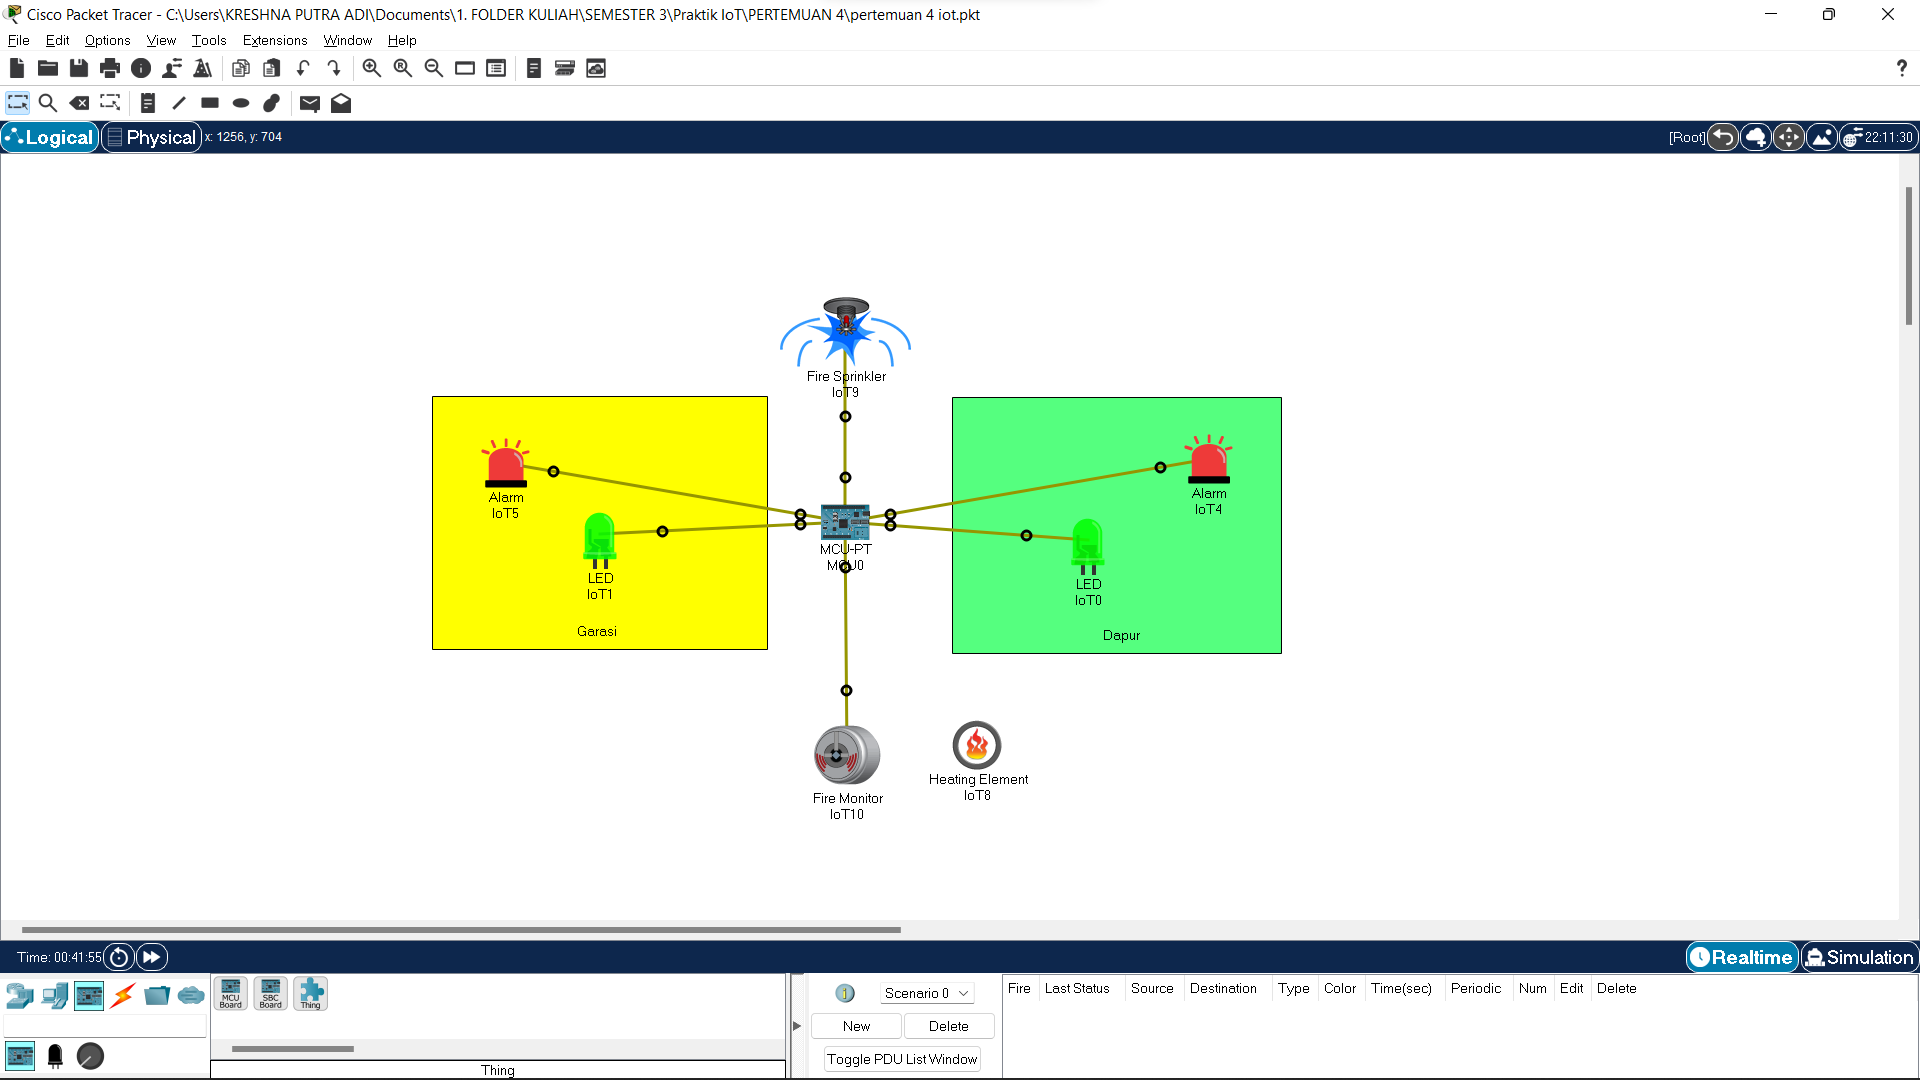 Cisco Packet Tracer - C:\Users\KRESHNA PUTRA ADI\Documents\1. FOLDER KULIAH\SEMESTER 3\Praktik IoT\PERTEMUAN 4\pertemuan 4 iot.pkt
File Edit Options View Tools Extensions Window Help
?
Logical Physical x: 1256, y: 704 [Root] 22:11:30
Fire Sprinkler
IoT9
Alarm
IoT5
Alarm
IoT4
MCU-PT
MCU0
LED
IoT1
LED
IoT0
Garasi
Dapur
Heating Element
IoT8
Fire Monitor
IoT10
Time: 00:41:55 Realtime Simulation
MCU Board SBC Board Thing
Scenario 0
Fire Last Status Source Destination Type Color Time(sec) Periodic Num Edit Delete
New Delete
Toggle PDU List Window
Thing